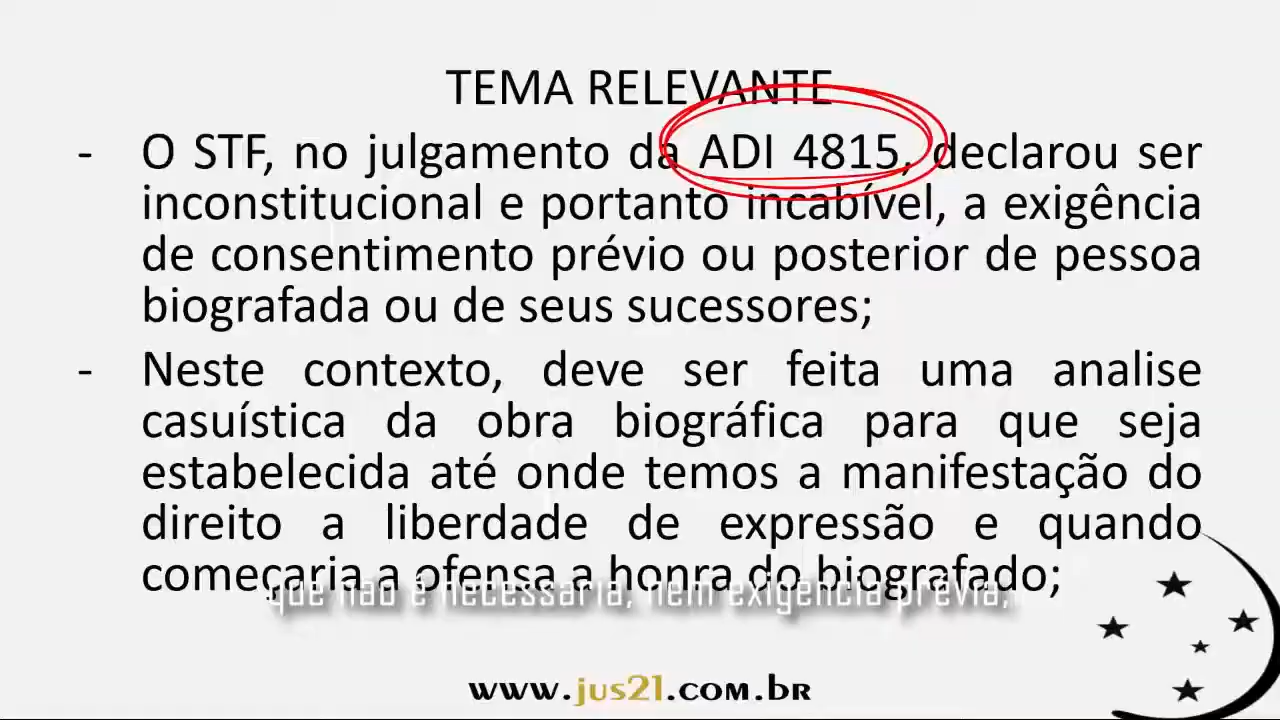 TEMA RELEVANTE
- O STF, no julgamento da ADI 4815, declarou ser
inconstitucional e portanto incabível, a exigência
de consentimento prévio ou posterior de pessoa
biografada ou de seus sucessores;
- Neste contexto, deve ser feita uma analise
casuística da obra biográfica para que seja
estabelecida até onde temos a manifestação do
direito a liberdade de expressão e quando
começaria a ofensa a honra do biografado;
que não é necessária, nem exigência prévia,
www.jus21.com.br